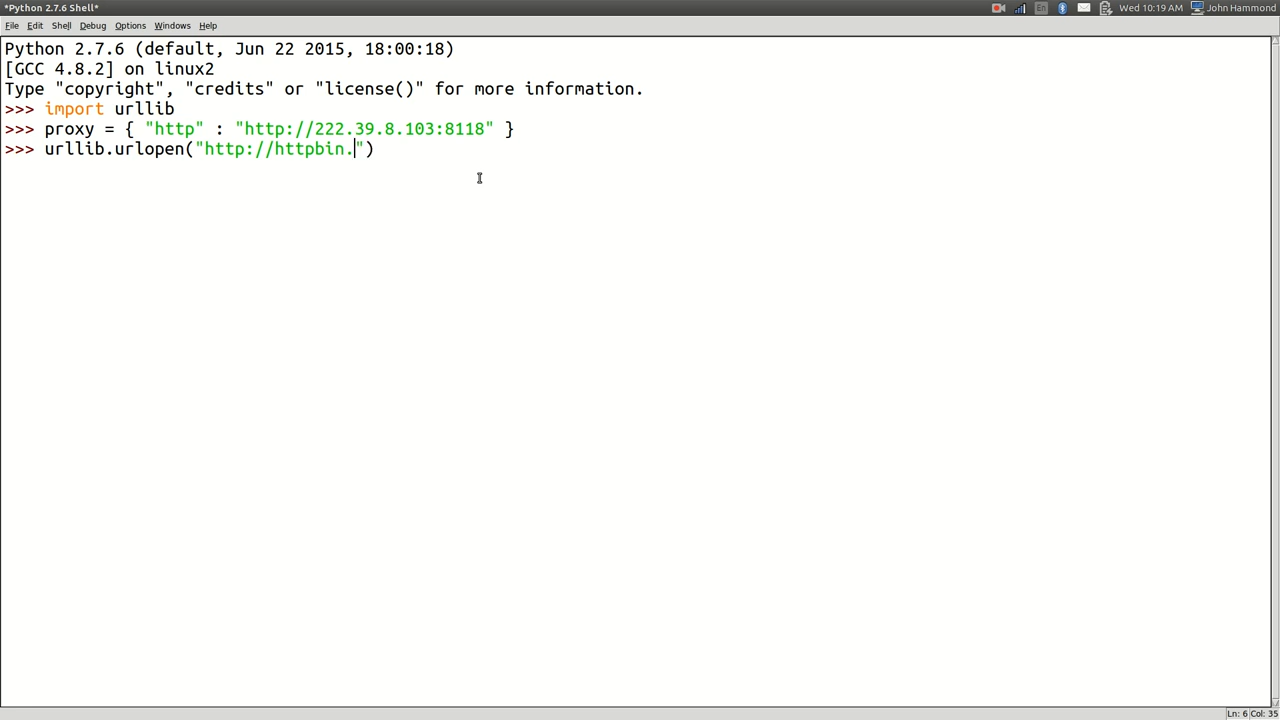 *Python 2.7.6 Shell*
En
Wed 10:19 AM
John Hammond
File Edit Shell Debug Options Windows Help
Python 2.7.6 (default, Jun 22 2015, 18:00:18)
[GCC 4.8.2] on linux2
Type "copyright", "credits" or "license()" for more information.
>>> import urllib
>>> proxy = { "http" : "http://222.39.8.103:8118" }
>>> urllib.urlopen("http://httpbin.")
Ln: 6 Col: 35